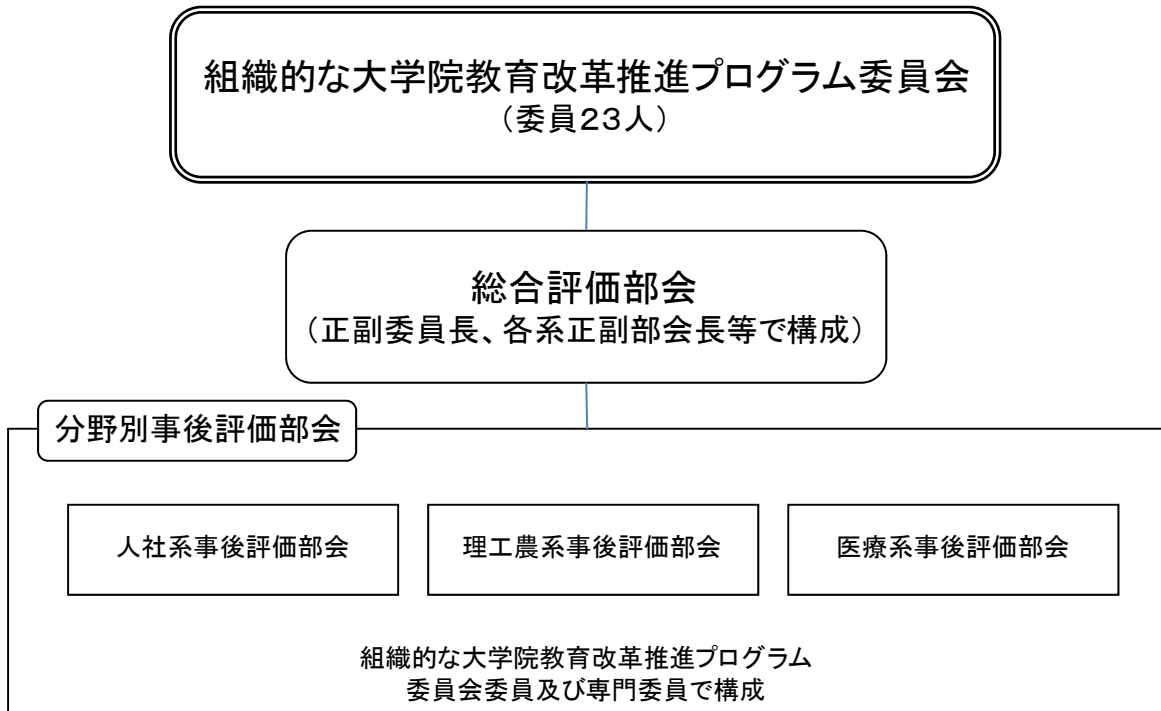 組織的な大学院教育改革推進プログラム委員会
（委員２３人）
総合評価部会
（正副委員長、各系正副部会長等で構成）
分野別事後評価部会
人社系事後評価部会
理工農系事後評価部会
医療系事後評価部会
組織的な大学院教育改革推進プログラム
委員会委員及び専門委員で構成